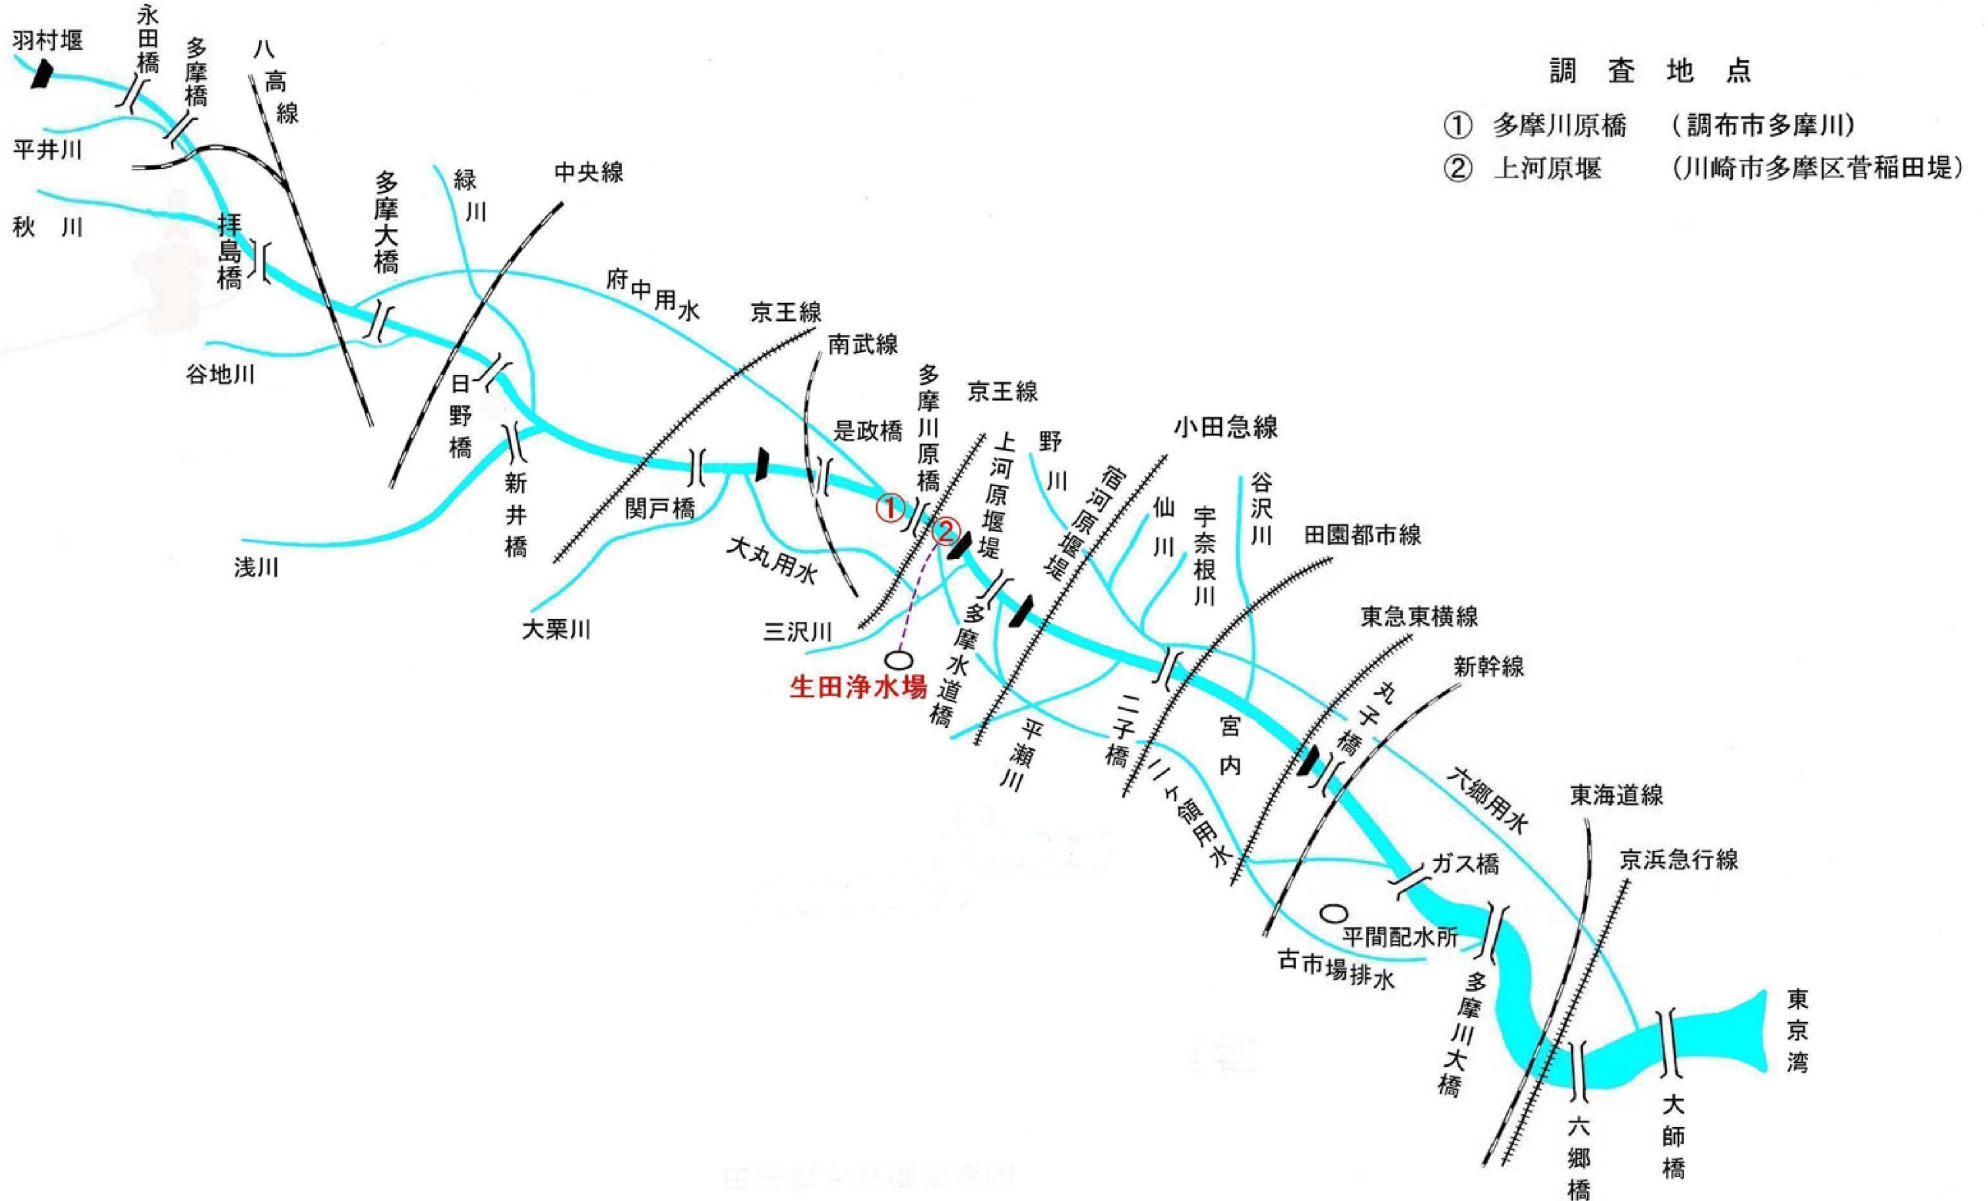 調査地点
① 多摩川原橋 (調布市多摩川)
② 上河原堰 (川崎市多摩区菅稲田堤)
羽村堰
永田橋
多摩橋
八高線
平井川
秋川
拝島橋
多摩大橋
緑川
中央線
府中用水
谷地川
日野橋
新井橋
浅川
京王線
南武線
関戸橋
是政橋
大栗川
大丸用水
三沢川
多摩川原橋
京王線
上河原堰堤
①
②
生田浄水場
多摩水道橋
野川
宿河原堰堤
小田急線
仙川
宇奈根川
谷沢川
田園都市線
平瀬川
二子橋
二ヶ領用水
宮内
東急東横線
丸子橋
新幹線
六郷用水
ガス橋
平間配水所
古市場排水
多摩川大橋
東海道線
京浜急行線
六郷橋
大師橋
東京湾